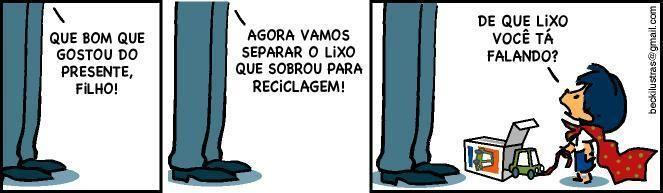 QUE BOM QUE
GOSTOU DO
PRESENTE,
FiLHO!
AGORA VAMOS
SEPARAR O LiXO
QUE SOBROU PARA
RECiCLAGEM!
DE QUE LiXO
VOCÊ TÁ
FALANDO?
beckilustras@gmail.com